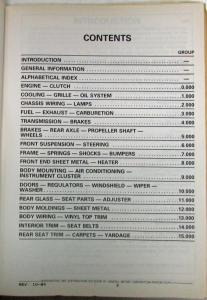 CONTENTS
GROUP
INTRODUCTION —
GENERAL INFORMATION —
ALPHABETICAL INDEX —
ENGINE — CLUTCH 0.000
COOLING — GRILLE — OIL SYSTEM 1.000
CHASSIS WIRING — LAMPS 2.000
FUEL — EXHAUST — CARBURETION 3.000
TRANSMISSION — BRAKES 4.000
BRAKES — REAR AXLE — PROPELLER SHAFT —
WHEELS 5.000
FRONT SUSPENSION — STEERING 6.000
FRAME — SPRINGS — SHOCKS — BUMPERS 7.000
FRONT END SHEET METAL — HEATER 8.000
BODY MOUNTING — AIR CONDITIONING —
INSTRUMENT CLUSTER 9.000
DOORS — REGULATORS — WINDSHIELD — WIPER —
WASHER 10.000
REAR GLASS — SEAT PARTS — ADJUSTER 11.000
BODY MOLDINGS — SHEET METAL 12.000
BODY WIRING — VINYL TOP TRIM 13.000
INTERIOR TRIM — SEAT BELTS 14.000
REAR SEAT TRIM — CARPETS — YARDAGE 15.000
REV. 10-84